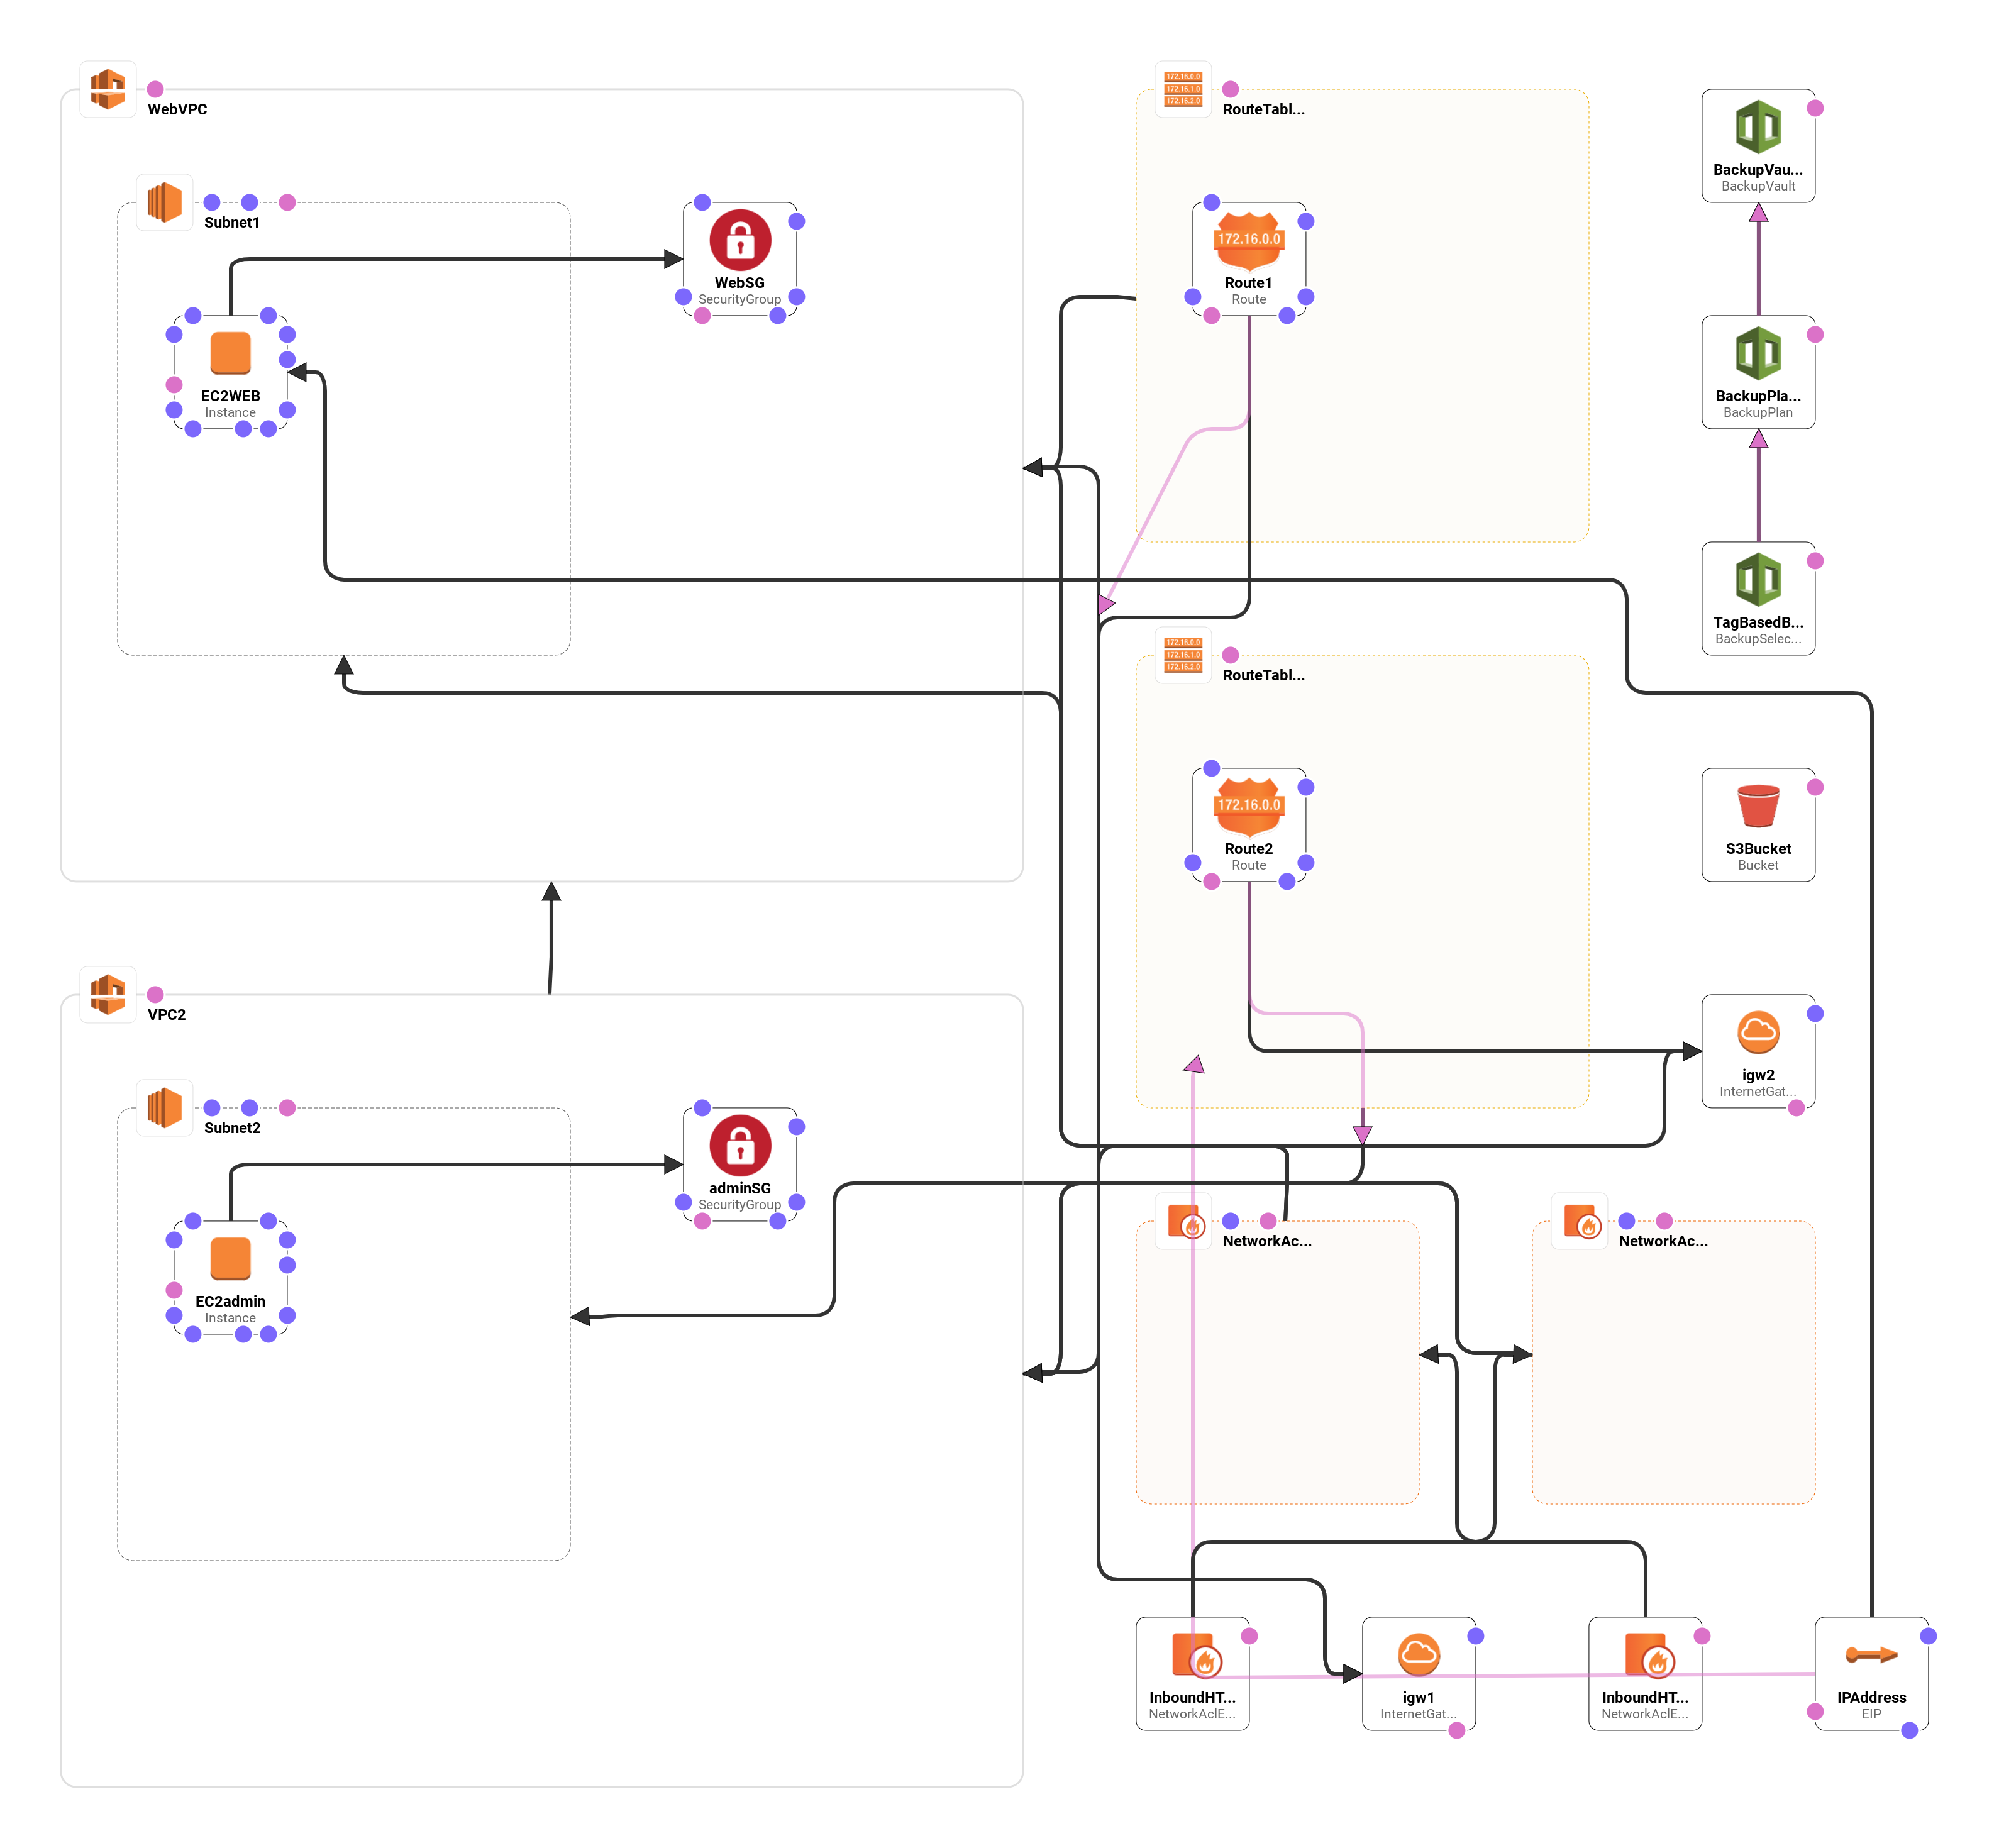 WebVPC
Subnet1
EC2WEB
Instance
WebSG
SecurityGroup
172.16.0.0
172.16.1.0
172.16.2.0
RouteTabl...
172.16.0.0
Route1
Route
BackupVau...
BackupVault
BackupPla...
BackupPlan
TagBasedB...
BackupSelec...
172.16.0.0
172.16.1.0
172.16.2.0
RouteTabl...
172.16.0.0
Route2
Route
S3Bucket
Bucket
igw2
InternetGat...
VPC2
Subnet2
EC2admin
Instance
adminSG
SecurityGroup
NetworkAc...
NetworkAc...
InboundHT...
NetworkAclE...
igw1
InternetGat...
InboundHT...
NetworkAclE...
IPAddress
EIP